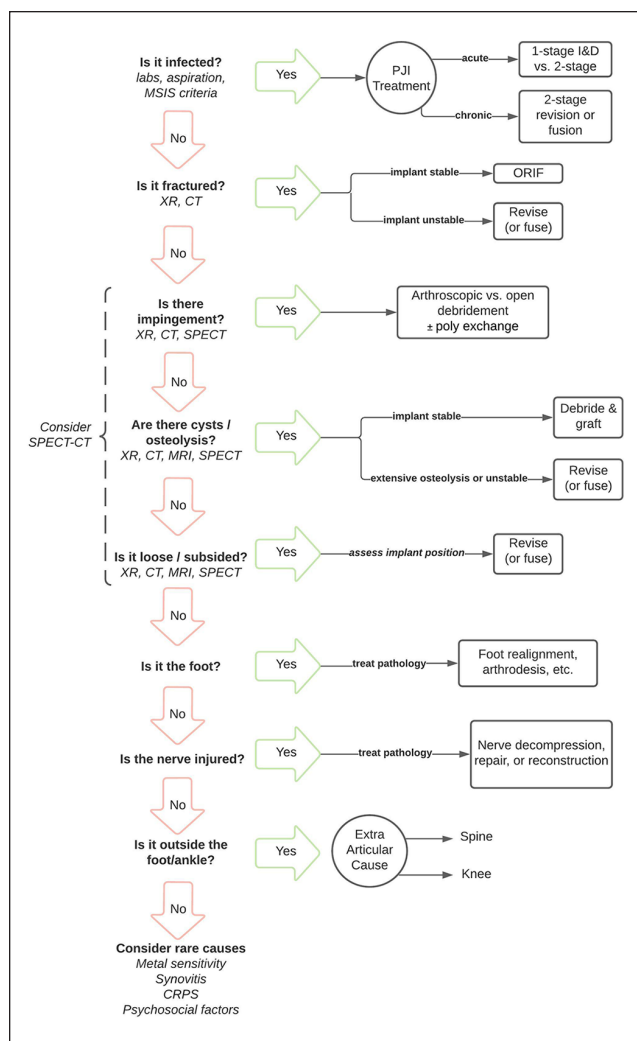 Is it infected?
labs, aspiration,
MSIS criteria
Yes
PJI
Treatment
acute
1-stage I&D
vs. 2-stage
chronic
2-stage
revision or
fusion
No
Is it fractured?
XR, CT
Yes
implant stable
ORIF
implant unstable
Revise
(or fuse)
No
Is there
impingement?
XR, CT, SPECT
Yes
Arthroscopic vs. open
debridement
± poly exchange
No
Consider
SPECT-CT
Are there cysts /
osteolysis?
XR, CT, MRI, SPECT
Yes
implant stable
Debride &
graft
extensive osteolysis or unstable
Revise
(or fuse)
No
Is it loose / subsided?
XR, CT, MRI, SPECT
Yes
assess implant position
Revise
(or fuse)
No
Is it the foot?
Yes
treat pathology
Foot realignment,
arthrodesis, etc.
No
Is the nerve injured?
Yes
treat pathology
Nerve decompression,
repair, or reconstruction
No
Is it outside the
foot/ankle?
Yes
Extra
Articular
Cause
Spine
Knee
No
Consider rare causes
Metal sensitivity
Synovitis
CRPS
Psychosocial factors